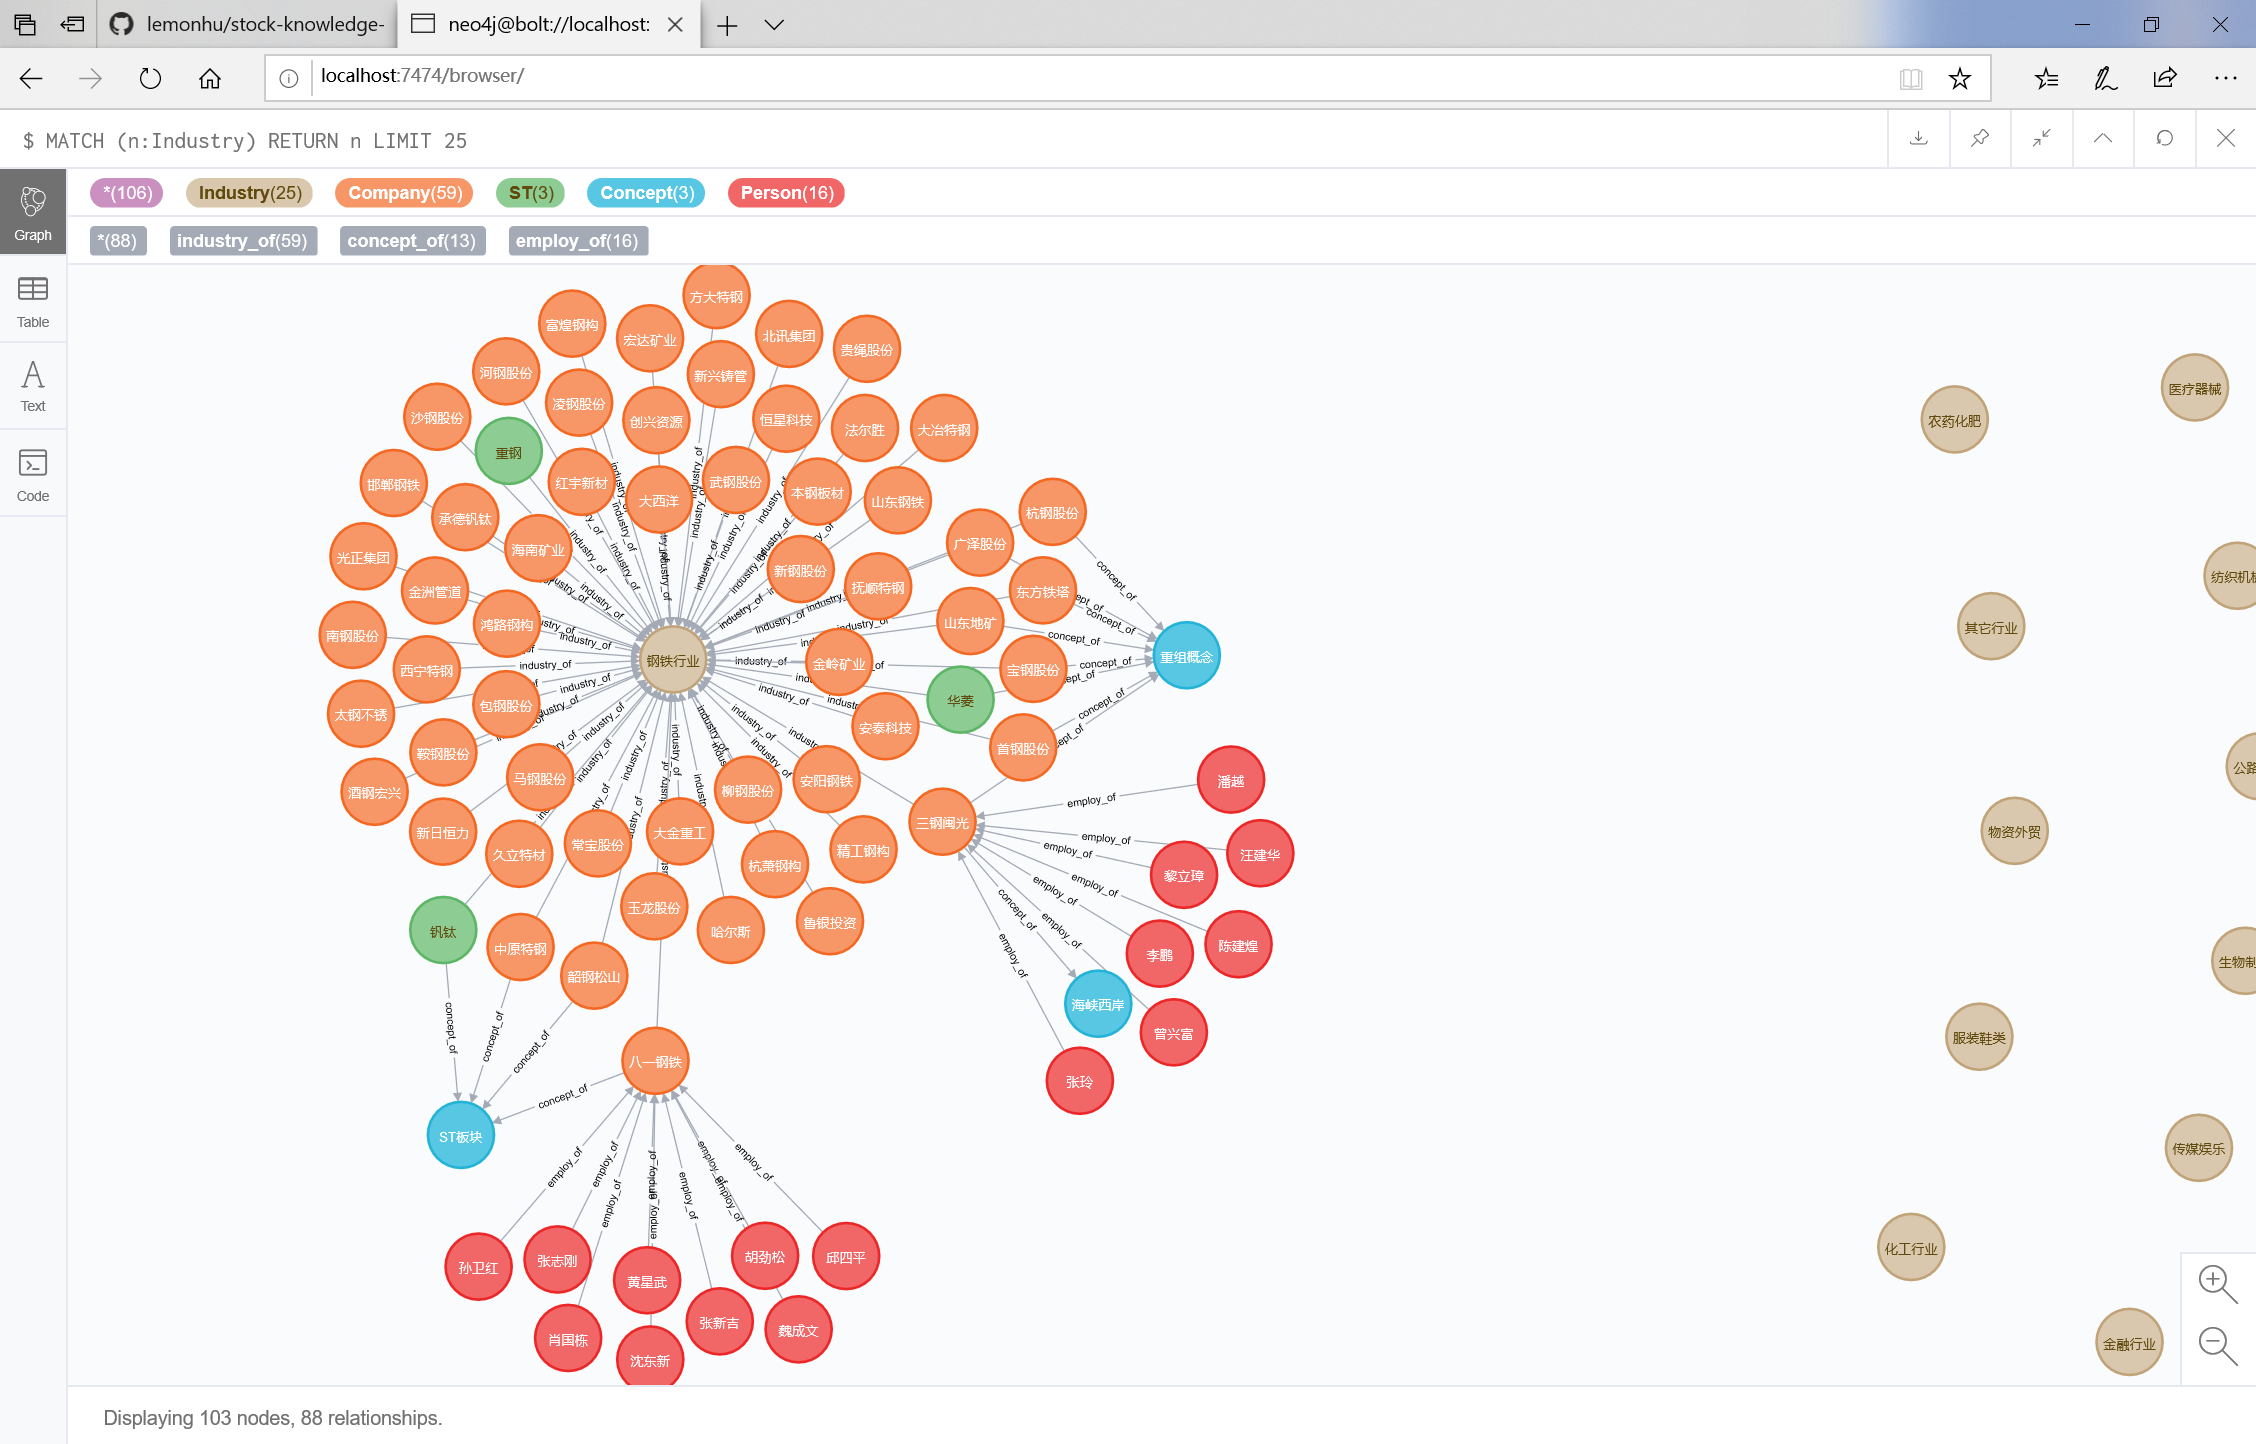 lemonhu/stock-knowledge-
neo4j@bolt://localhost:
localhost:7474/browser/
$ MATCH (n:Industry) RETURN n LIMIT 25
*(106) Industry(25) Company(59) ST(3) Concept(3) Person(16)
*(88) industry_of(59) concept_of(13) employ_of(16)
Graph
Table
Text
Code
方大特钢
富煌钢构
宏达矿业
北讯集团
贵绳股份
河钢股份
新兴铸管
凌钢股份
创兴资源
恒星科技
沙钢股份
法尔胜
大冶特钢
重钢
邯郸钢铁
红宇新材
大西洋
武钢股份
本钢板材
山东钢铁
承德钒钛
杭钢股份
海南矿业
广泽股份
光正集团
金洲管道
新钢股份
抚顺特钢
东方铁塔
南钢股份
鸿路钢构
山东地矿
西宁特钢
钢铁行业
金岭矿业
宝钢股份
重组概念
太钢不锈
包钢股份
华菱
安泰科技
首钢股份
鞍钢股份
酒钢宏兴
马钢股份
柳钢股份
安阳钢铁
新日恒力
久立特材
常宝股份
大金重工
杭萧钢构
精工钢构
三钢闽光
潘越
汪建华
黎立璋
钒钛
中原特钢
玉龙股份
哈尔斯
鲁银投资
李鹏
陈建煌
韶钢松山
海峡西岸
曾兴富
八一钢铁
张玲
ST板块
孙卫红
张志刚
黄星武
胡劲松
邱四平
肖国栋
沈东新
张新吉
魏成文
industry_of
concept_of
employ_of
医疗器械
农药化肥
纺织机械
其它行业
公路
物资外贸
生物制
服装鞋类
传媒娱乐
化工行业
金融行业
Displaying 103 nodes, 88 relationships.